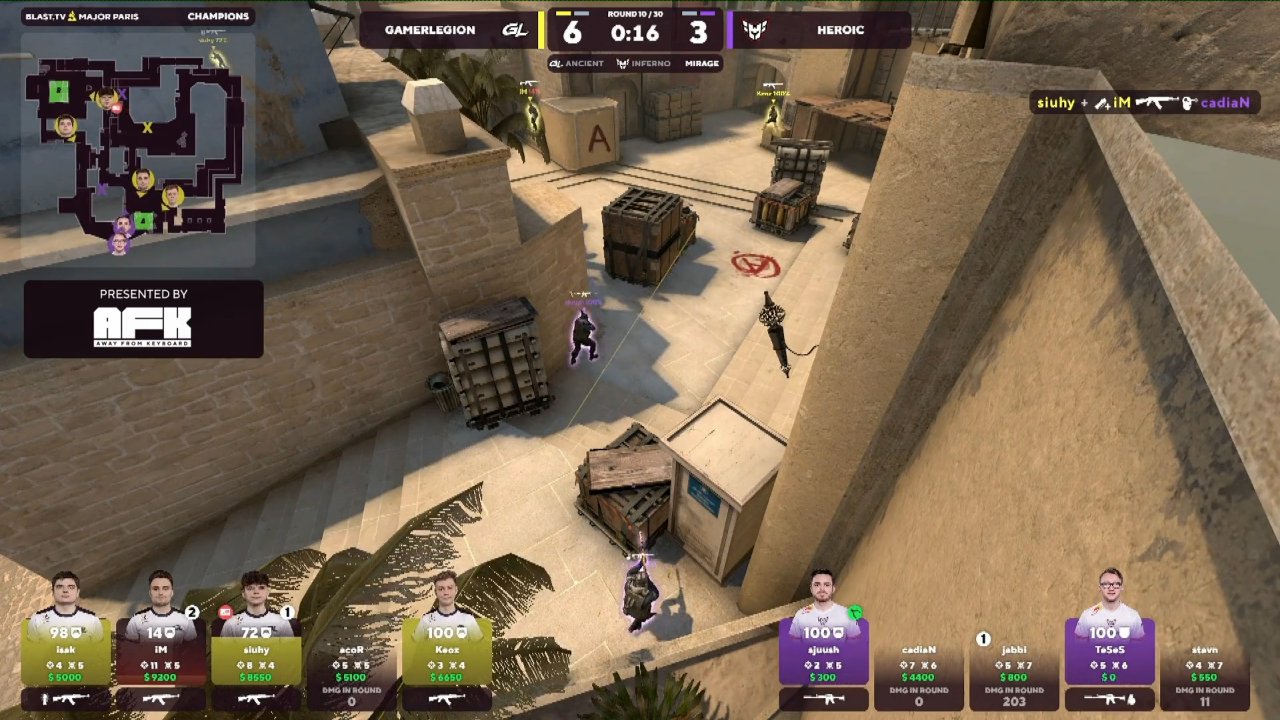 BLAST.TV MAJOR PARIS CHAMPIONS
GAMERLEGION GL 6 ROUND 10 / 30 0:16 3 HEROIC
GL ANCIENT INFERNO MIRAGE
siuhy + iM cadiaN
PRESENTED BY
AFK
AWAY FROM KEYBOARD
A
98 14 2 72 1 100 100 100
isak iM siuhy acoR Keoz sjuush cadiaN 1 jabbi TeSeS stavn
4 5 11 5 8 4 5 5 3 4 2 5 7 6 5 7 5 6 4 7
$5000 $9200 $8550 $5100 $6650 $300 $4400 $800 $0 $550
DMG IN ROUND DMG IN ROUND DMG IN ROUND DMG IN ROUND
0 0 203 11